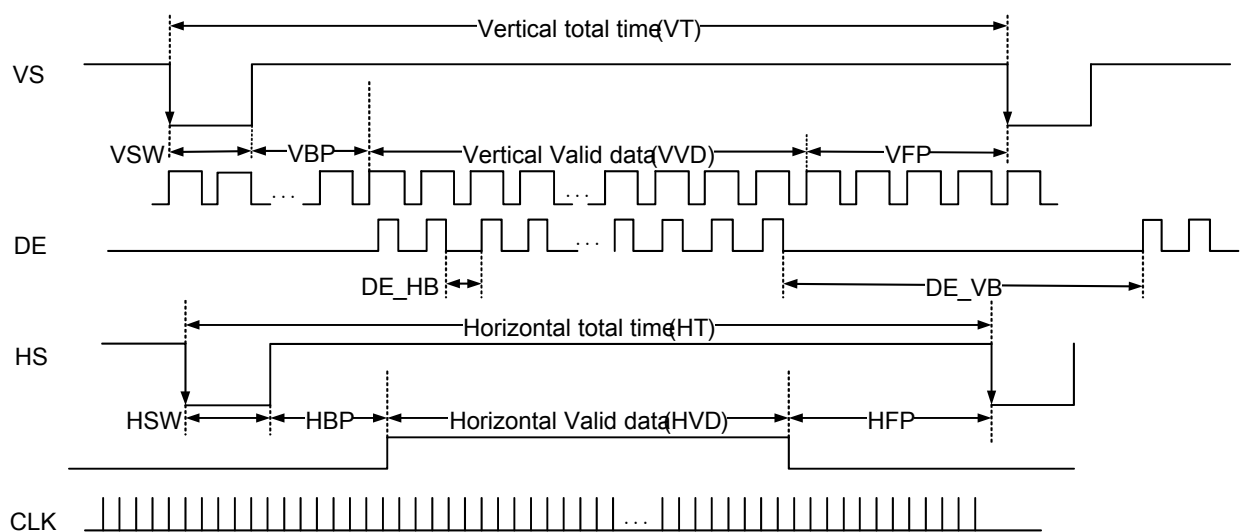 Vertical total time(VT)
VS
VSW VBP Vertical Valid data(VVD) VFP
...
...
DE
...
DE_HB DE_VB
Horizontal total time(HT)
HS
HSW HBP Horizontal Valid data(HVD) HFP
CLK
...